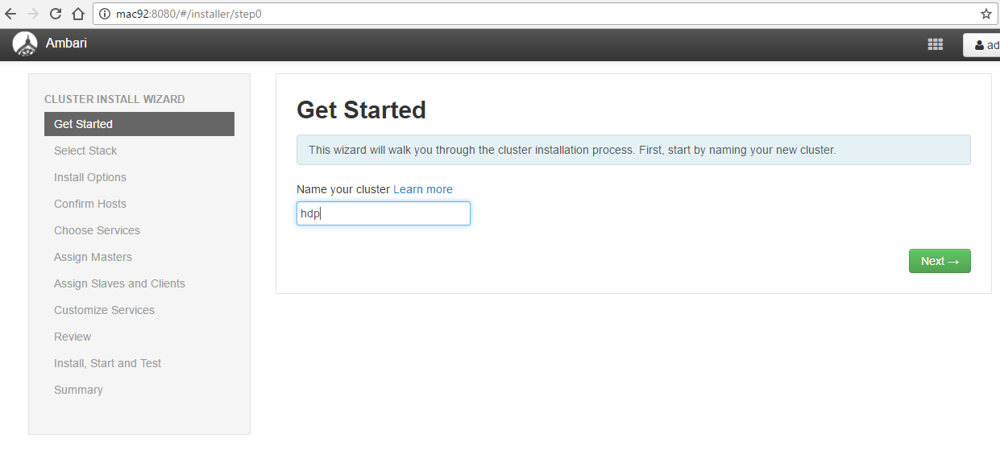 mac92:8080/#/installer/step0
Ambari
ad
CLUSTER INSTALL WIZARD
Get Started
Select Stack
Install Options
Confirm Hosts
Choose Services
Assign Masters
Assign Slaves and Clients
Customize Services
Review
Install, Start and Test
Summary
Get Started
This wizard will walk you through the cluster installation process. First, start by naming your new cluster.
Name your cluster Learn more
hdp
Next →